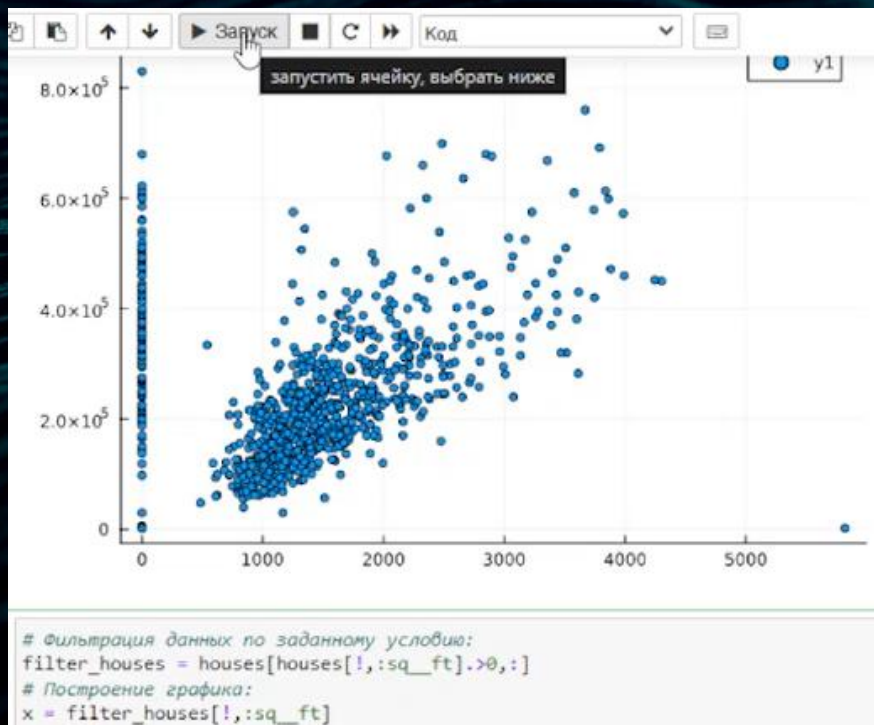 Запуск
Код
запустить ячейку, выбрать ниже
y1
8.0×10⁵
6.0×10⁵
4.0×10⁵
2.0×10⁵
0
0 1000 2000 3000 4000 5000
# Фильтрация данных по заданному условию:
filter_houses = houses[houses[!,:sq__ft].>0,:]
# Построение графика:
x = filter_houses[!,:sq__ft]